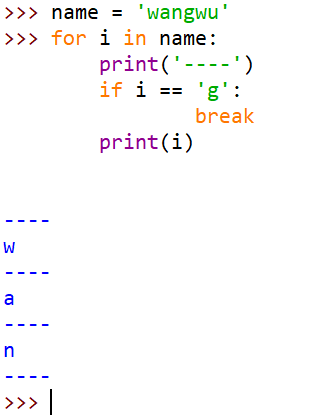 >>> name = 'wangwu'
>>> for i in name:
        print('----')
        if i == 'g':
                break
        print(i)
----
w
----
a
----
n
----
>>>